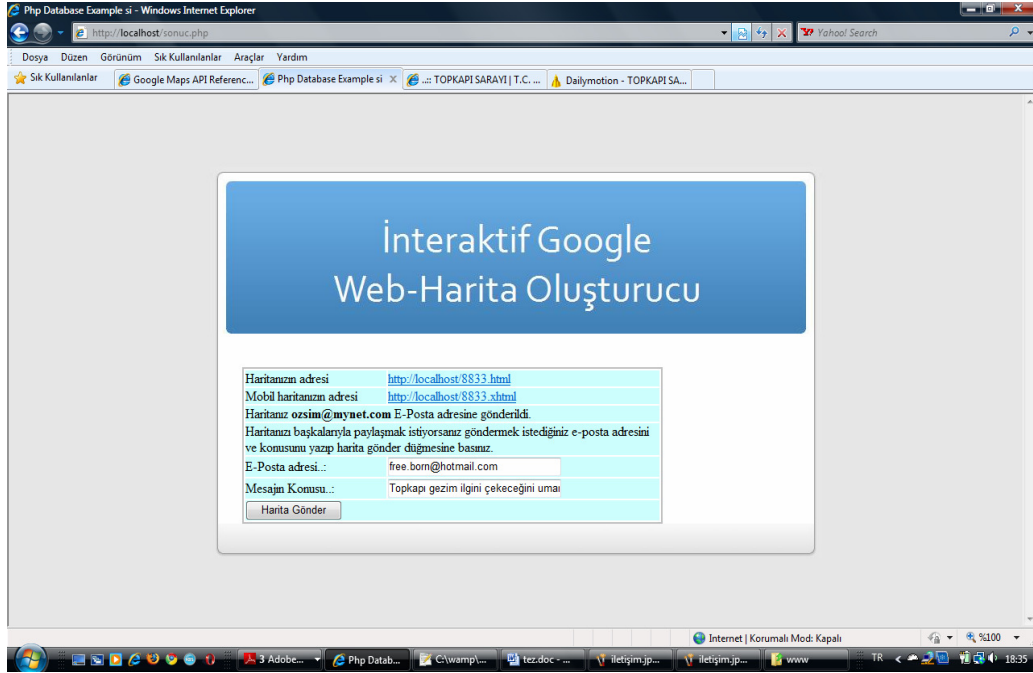 Php Database Example si - Windows Internet Explorer
http://localhost/sonuc.php
Yahoo! Search
Dosya Düzen Görünüm Sık Kullanılanlar Araçlar Yardım
Sık Kullanılanlar
Google Maps API Referenc...
Php Database Example si
..:: TOPKAPI SARAYI | T.C. ...
Dailymotion - TOPKAPI SA...
İnteraktif Google
Web-Harita Oluşturucu
Haritanızın adresi http://localhost/8833.html
Mobil haritanızın adresi http://localhost/8833.xhtml
Haritanız ozsim@mynet.com E-Posta adresine gönderildi.
Haritanızı başkalarıyla paylaşmak istiyorsanız göndermek istediğiniz e-posta adresini
ve konusunu yazıp harita gönder düğmesine basınız.
E-Posta adresi..: free.born@hotmail.com
Mesajın Konusu..: Topkapı gezim ilgini çekeceğini umaı
Harita Gönder
Internet | Korumalı Mod: Kapalı
%100
3 Adobe...
Php Datab...
C:\wamp\...
tez.doc - ...
iletişim.jp...
iletişim.jp...
www
TR
18:35